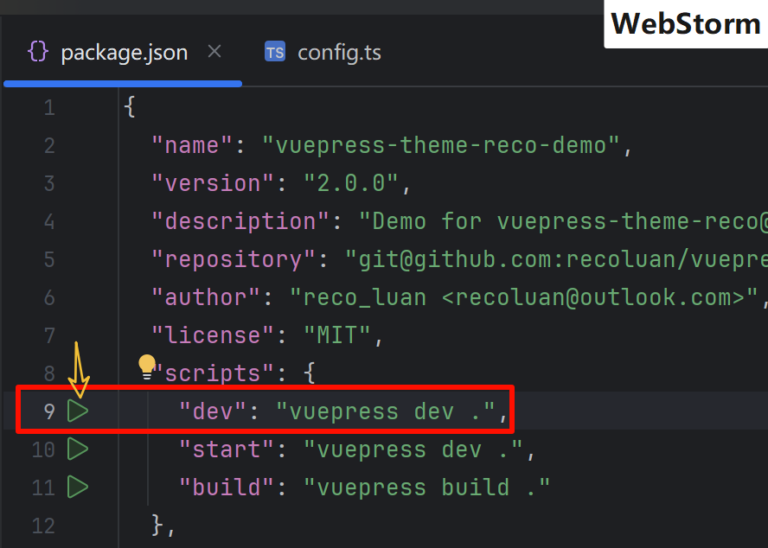 WebStorm
{} package.json × TS config.ts
1 {
2 "name": "vuepress-theme-reco-demo",
3 "version": "2.0.0",
4 "description": "Demo for vuepress-theme-reco@
5 "repository": "git@github.com:recoluan/vuepre
6 "author": "reco_luan <recoluan@outlook.com>",
7 "license": "MIT",
8 "scripts": {
9 "dev": "vuepress dev .",
10 "start": "vuepress dev .",
11 "build": "vuepress build ."
12 },